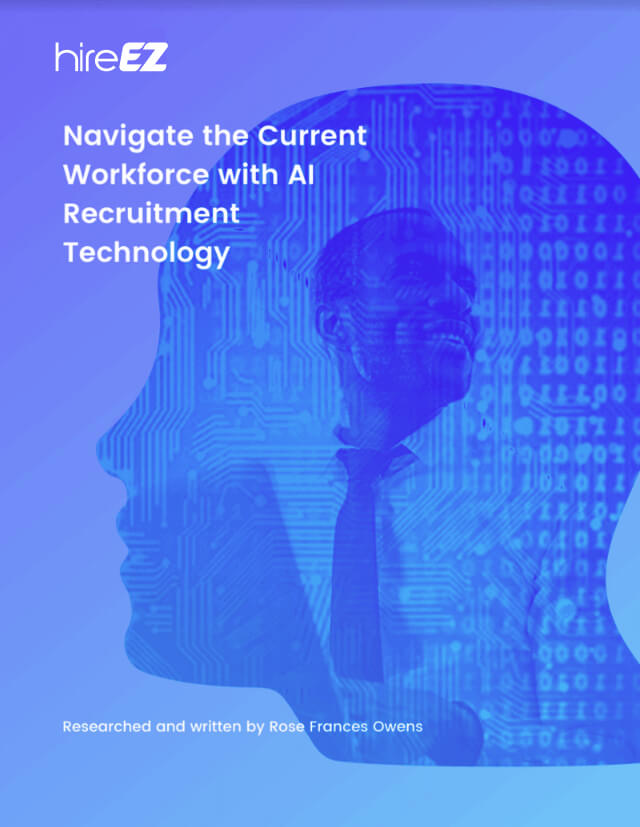 hireEZ
Navigate the Current
Workforce with AI
Recruitment
Technology
Researched and written by Rose Frances Owens